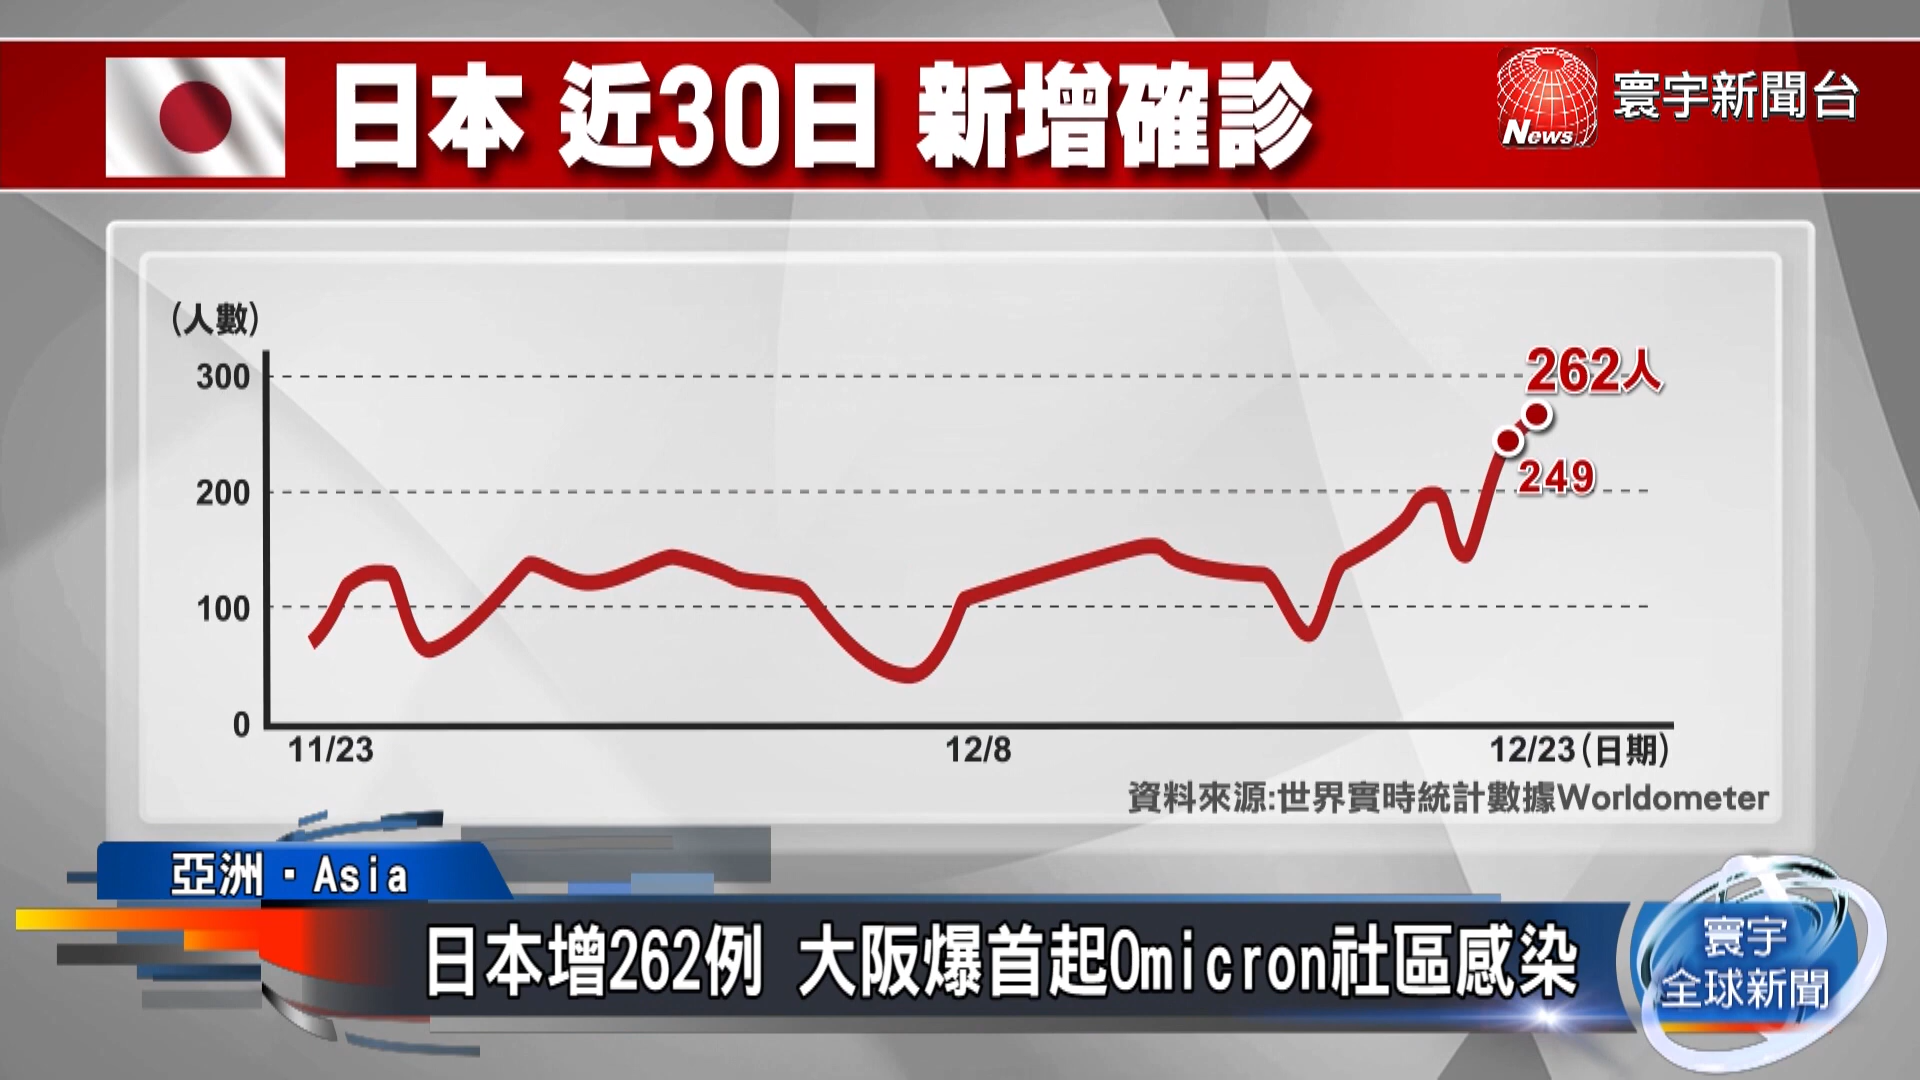 日本 近30日 新增確診
News
寰宇新聞台
(人數)
300
262人
200
249
100
0
11/23
12/8
12/23(日期)
資料來源:世界實時統計數據Worldometer
亞洲·Asia
日本增262例 大阪爆首起Omicron社區感染
寰宇
全球新聞